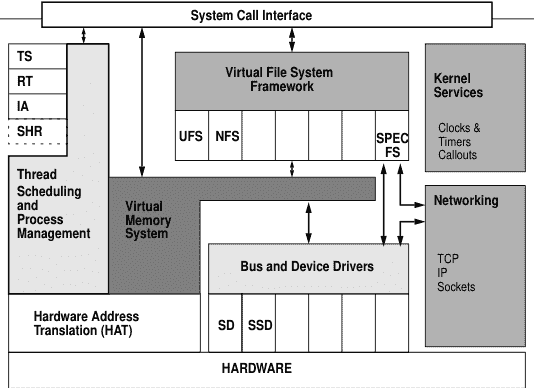 System Call Interface
TS
RT
IA
SHR
Thread
Scheduling
and
Process
Management
Virtual File System
Framework
UFS
NFS
SPEC
FS
Kernel
Services
Clocks &
Timers
Callouts
Virtual
Memory
System
Networking
TCP
IP
Sockets
Bus and Device Drivers
SD
SSD
Hardware Address
Translation (HAT)
HARDWARE